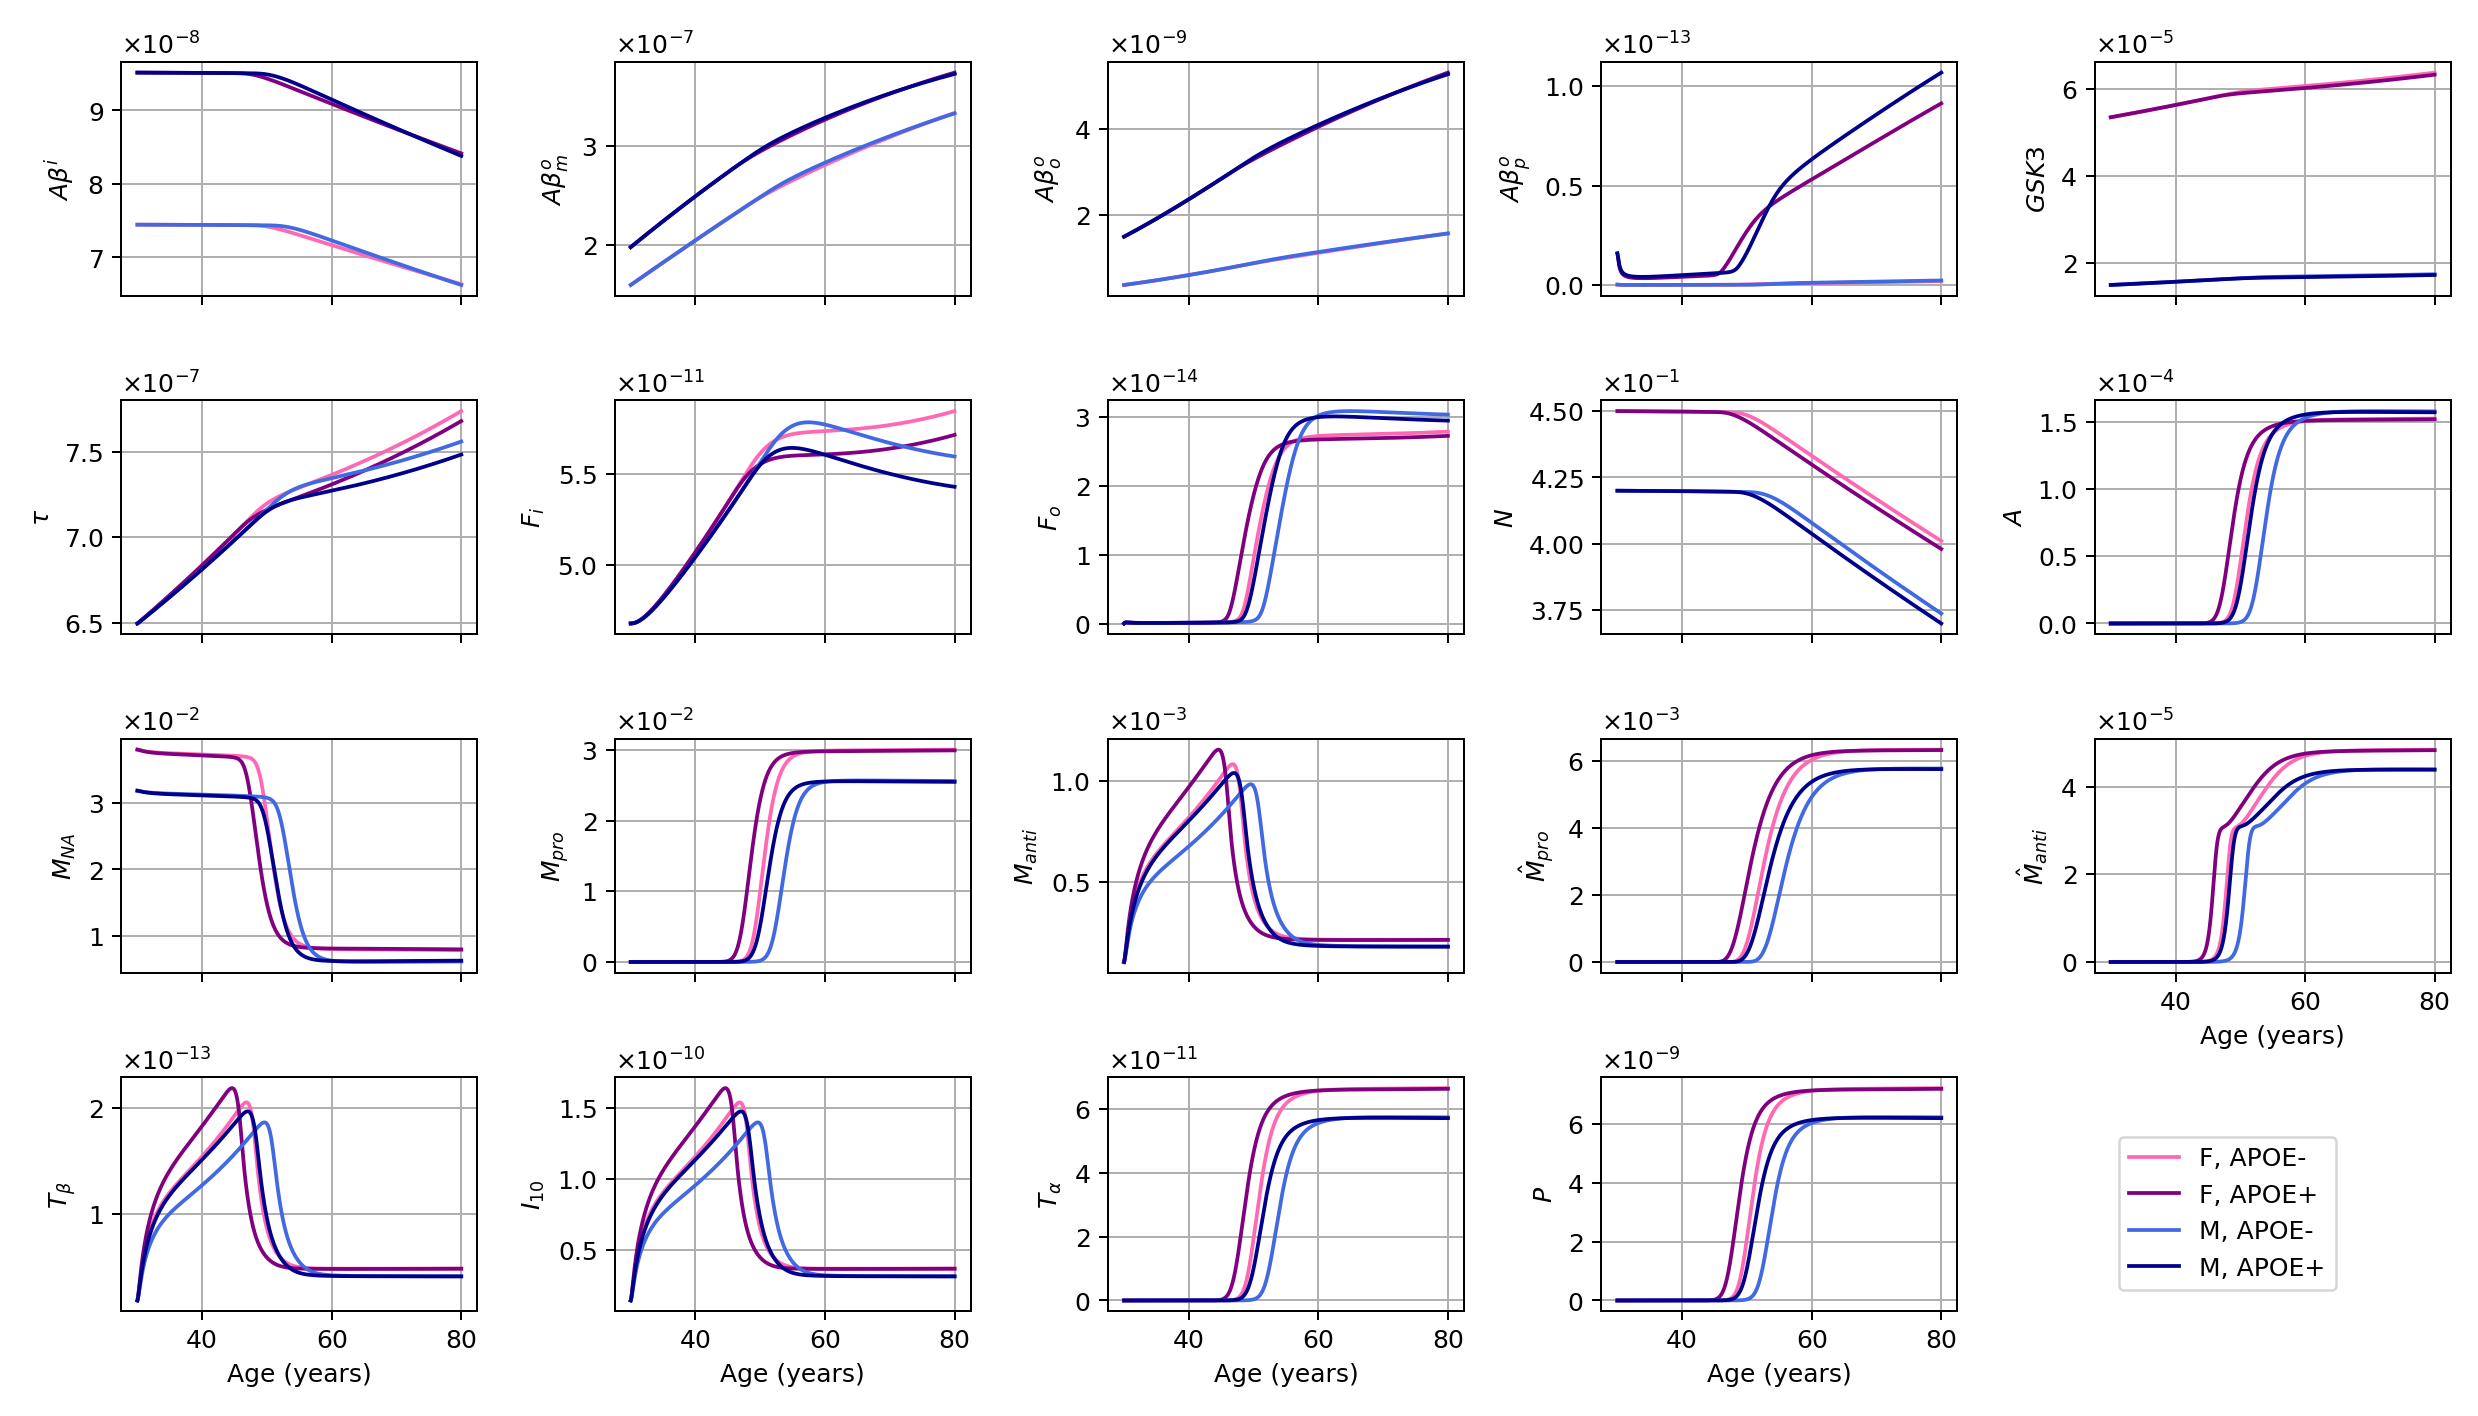 ×10⁻⁸ ×10⁻⁷ ×10⁻⁹ ×10⁻¹³ ×10⁻⁵
Aβⁱ 9 8 7
Aβₘᵒ 3 2
Aβₒᵒ 4 2
Aβₚᵒ 1.0 0.5 0.0
GSK3 6 4 2
×10⁻⁷ ×10⁻¹¹ ×10⁻¹⁴ ×10⁻¹ ×10⁻⁴
τ 7.5 7.0 6.5
Fᵢ 5.5 5.0
Fₒ 3 2 1 0
N 4.50 4.25 4.00 3.75
A 1.5 1.0 0.5 0.0
×10⁻² ×10⁻² ×10⁻³ ×10⁻³ ×10⁻⁵
M_NA 3 2 1
M_pro 3 2 1 0
M_anti 1.0 0.5
M̂_pro 6 4 2 0
M̂_anti 4 2 0
40 60 80
Age (years)
×10⁻¹³ ×10⁻¹⁰ ×10⁻¹¹ ×10⁻⁹
T_β 2 1
I₁₀ 1.5 1.0 0.5
T_α 6 4 2 0
P 6 4 2 0
40 60 80 40 60 80 40 60 80 40 60 80
Age (years) Age (years) Age (years) Age (years)
F, APOE-
F, APOE+
M, APOE-
M, APOE+